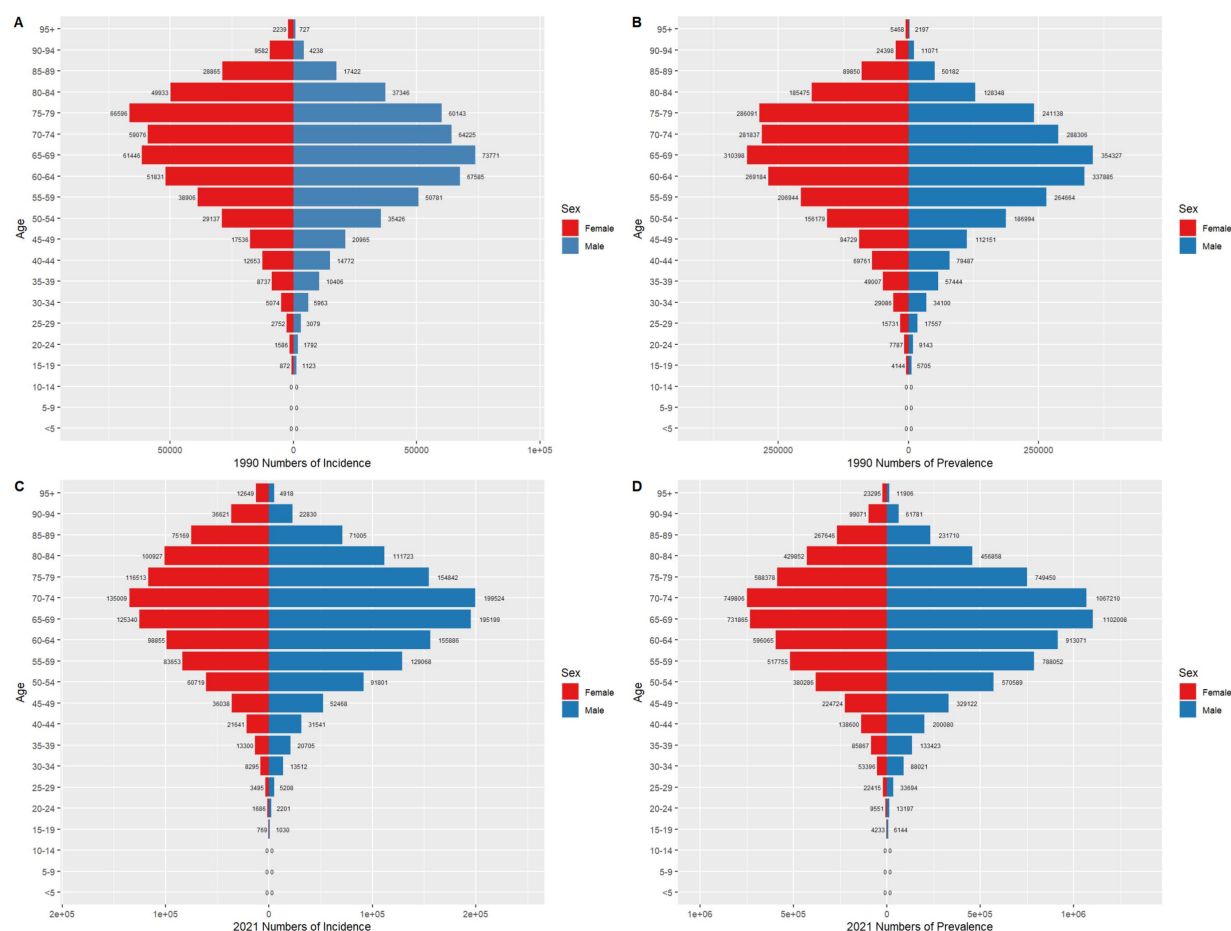 A
Age
95+ 2239 727
90-94 9582 4238
85-89 28865 17422
80-84 49933 37346
75-79 66596 60143
70-74 59076 64225
65-69 61446 73771
60-64 51831 67585
55-59 38906 50781
50-54 29137 35426
45-49 17536 20965
40-44 12653 14772
35-39 8737 10406
30-34 5074 5963
25-29 2752 3079
20-24 1586 1792
15-19 872 1123
10-14 0 0
5-9 0 0
<5 0 0
50000 0 50000 1e+05
1990 Numbers of Incidence
Sex
Female
Male
B
Age
95+ 5468 2197
90-94 24398 11071
85-89 89850 50182
80-84 185475 128348
75-79 286091 241138
70-74 281837 288306
65-69 310398 354327
60-64 269184 337885
55-59 206944 264664
50-54 156179 186994
45-49 94729 112151
40-44 69761 79487
35-39 49007 57444
30-34 29086 34100
25-29 15731 17557
20-24 7787 9143
15-19 4144 5705
10-14 0 0
5-9 0 0
<5 0 0
250000 0 250000
1990 Numbers of Prevalence
Sex
Female
Male
C
Age
95+ 12649 4918
90-94 36621 22830
85-89 75169 71005
80-84 100927 111723
75-79 116513 154842
70-74 135009 199524
65-69 125340 195199
60-64 98855 155886
55-59 83653 129068
50-54 60719 91801
45-49 36038 52468
40-44 21641 31541
35-39 13300 20705
30-34 8295 13512
25-29 3495 5208
20-24 1686 2201
15-19 769 1030
10-14 0 0
5-9 0 0
<5 0 0
2e+05 1e+05 0 1e+05 2e+05
2021 Numbers of Incidence
Sex
Female
Male
D
Age
95+ 23295 11906
90-94 99071 61781
85-89 267646 231710
80-84 429852 456858
75-79 588378 749450
70-74 749806 1067210
65-69 731865 1102008
60-64 596065 913071
55-59 517755 788052
50-54 380286 570589
45-49 224724 329122
40-44 138600 200080
35-39 85867 133423
30-34 53396 88021
25-29 22415 33694
20-24 9551 13197
15-19 4233 6144
10-14 0 0
5-9 0 0
<5 0 0
1e+06 5e+05 0 5e+05 1e+06
2021 Numbers of Prevalence
Sex
Female
Male